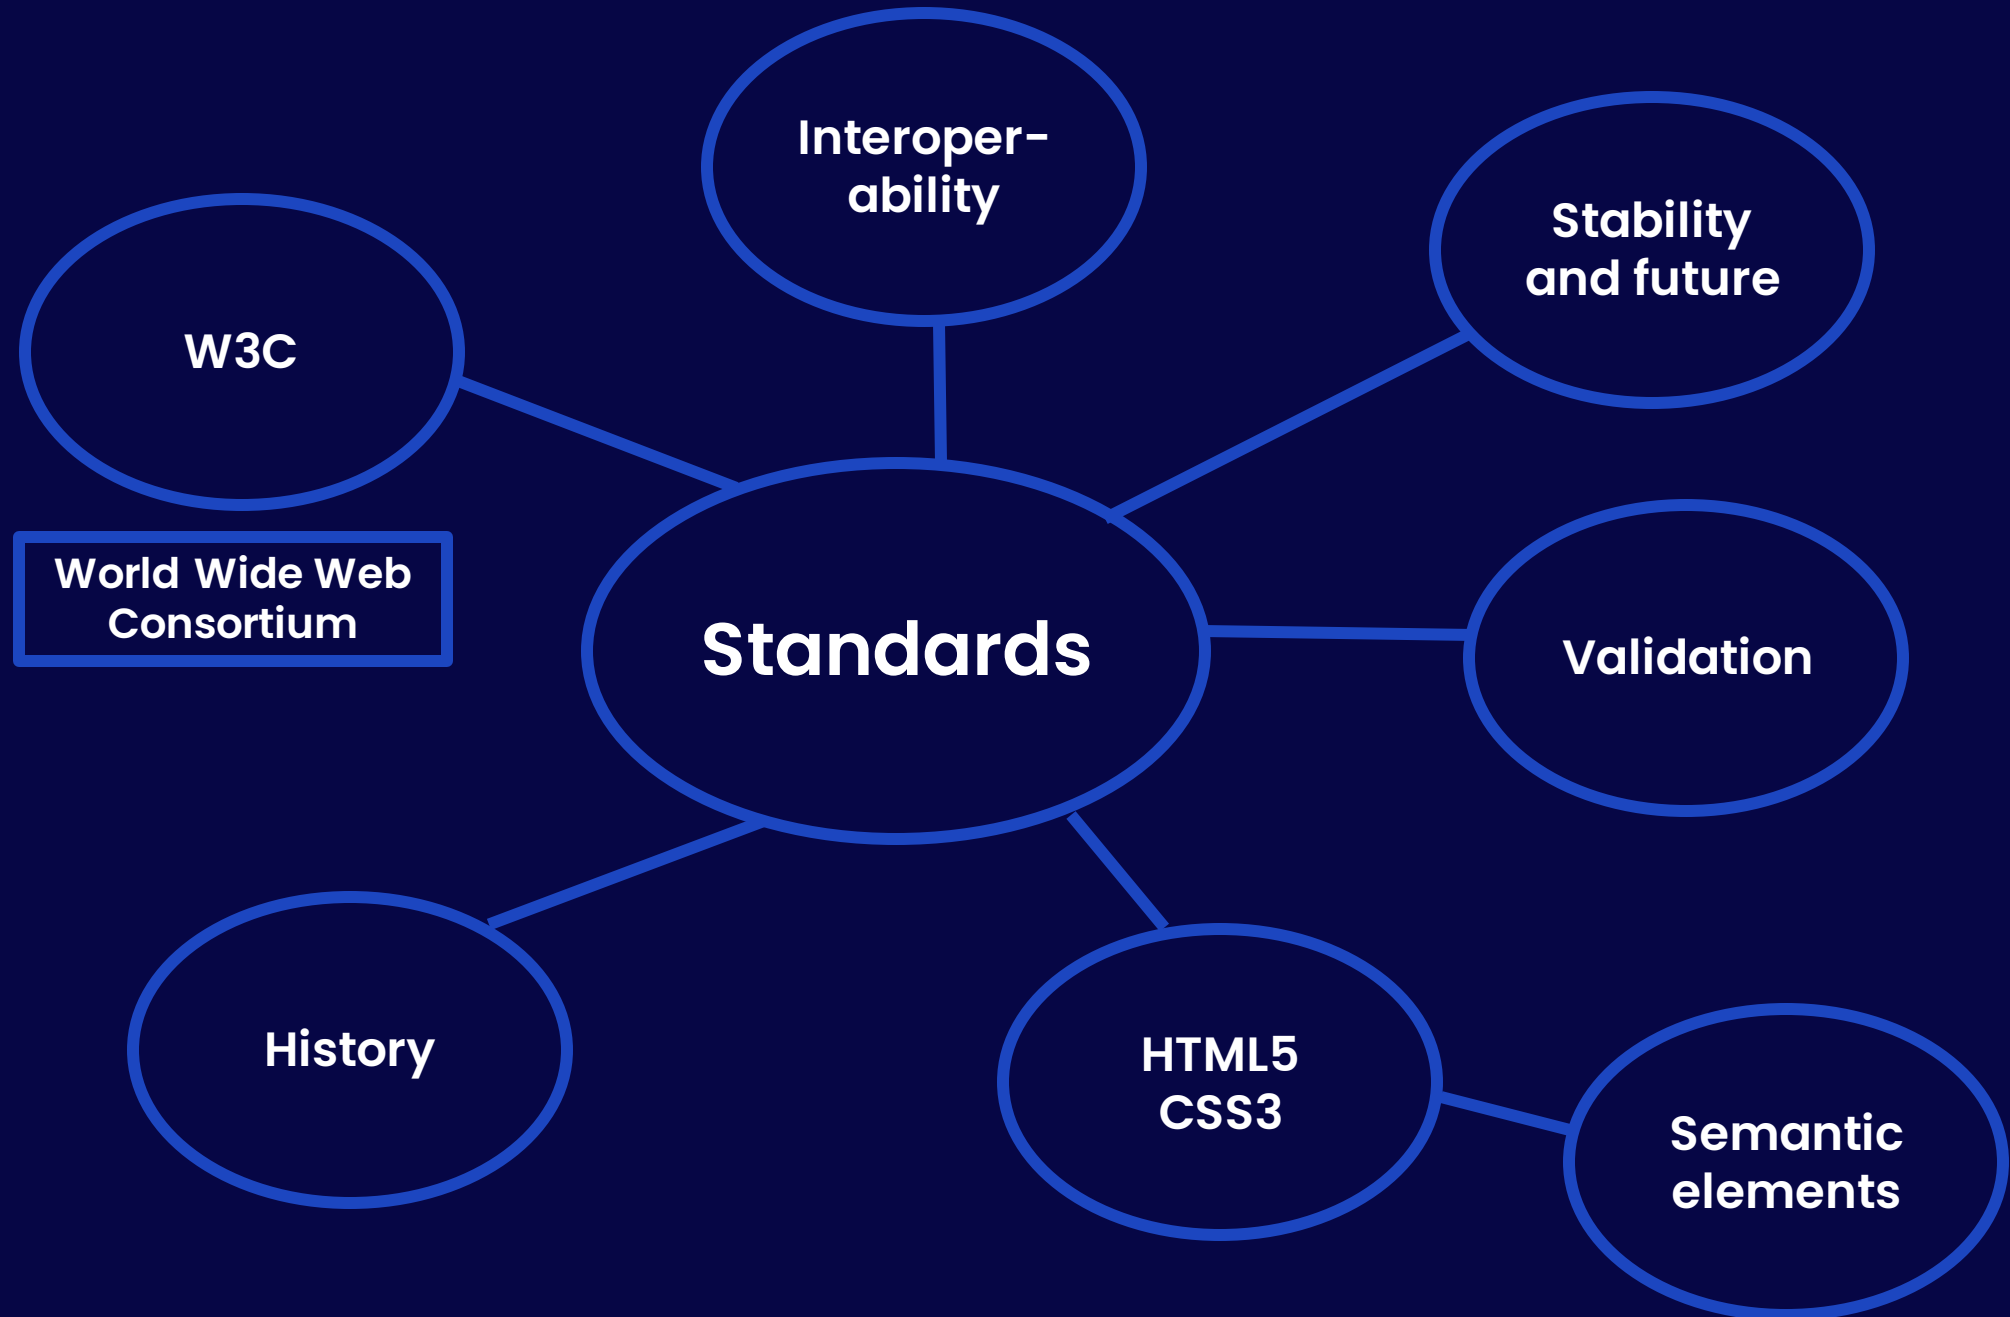 Interoper-
ability
Stability
and future
W3C
World Wide Web
Consortium
Standards
Validation
History
HTML5
CSS3
Semantic
elements